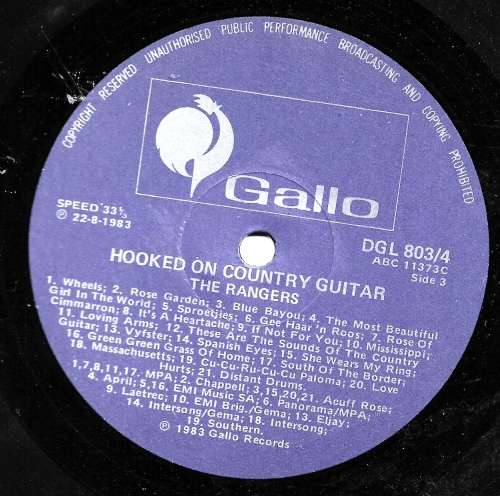 COPYRIGHT RESERVED UNAUTHORISED PUBLIC PERFORMANCE BROADCASTING AND COPYING PROHIBITED
Gallo
SPEED 33⅓
℗ 22-8-1983
DGL 803/4
ABC 11373C
Side 3
HOOKED ON COUNTRY GUITAR
THE RANGERS
1. Wheels; 2. Rose Garden; 3. Blue Bayou; 4. The Most Beautiful
Girl In The World; 5. Sproetjies; 6. Gee Haar 'n Roos; 7. Rose Of
Cimmarron; 8. It's A Heartache; 9. If Not For You; 10. Mississippi;
11. Loving Arms; 12. These Are The Sounds Of The Country
Guitar; 13. Vyfster; 14. Spanish Eyes; 15. She Wears My Ring;
16. Green Green Grass Of Home; 17. South Of The Border;
18. Massachusetts; 19. Cu-Cu-Ru-Cu-Cu Paloma; 20. Love
Hurts; 21. Distant Drums.
1,7,8,11,17. MPA; 2. Chappell; 3,15,20,21. Acuff Rose;
4. April; 5,16. EMI Music SA; 6. Panorama/MPA;
9. Laetrec; 10. EMI Brig./Gema; 13. Eljay;
14. Intersong/Gema; 18. Intersong;
19. Southern.
℗ 1983 Gallo Records